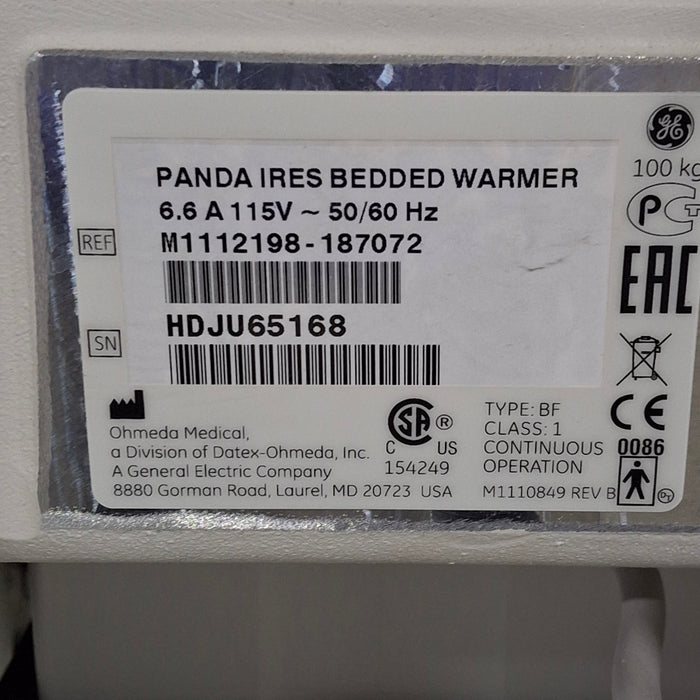 GE
100 kg
PANDA IRES BEDDED WARMER
6.6 A 115V ~ 50/60 Hz
REF M1112198-187072
SN HDJU65168
EAC
Ohmeda Medical,
a Division of Datex-Ohmeda, Inc.
A General Electric Company
8880 Gorman Road, Laurel, MD 20723 USA
SA ®
C US
154249
TYPE: BF
CLASS: 1
CONTINUOUS
OPERATION
M1110849 REV B
CE
0086